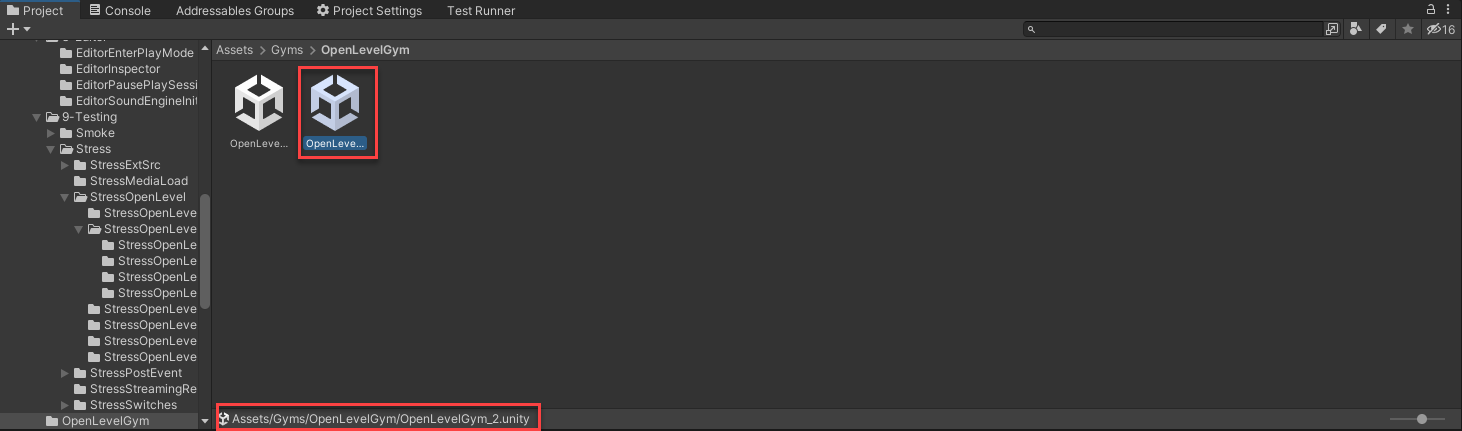 Project Console Addressables Groups Project Settings Test Runner
16
Assets > Gyms > OpenLevelGym
EditorEnterPlayMode
EditorInspector
EditorPausePlaySessi
EditorSoundEngineInit
9-Testing
Smoke
Stress
StressExtSrc
StressMediaLoad
StressOpenLevel
StressOpenLeve
StressOpenLeve
StressOpenLe
StressOpenLe
StressOpenLe
StressOpenLe
StressOpenLeve
StressOpenLeve
StressOpenLeve
StressOpenLeve
StressPostEvent
StressStreamingRe
StressSwitches
OpenLevelGym
OpenLeve... OpenLeve...
Assets/Gyms/OpenLevelGym/OpenLevelGym_2.unity